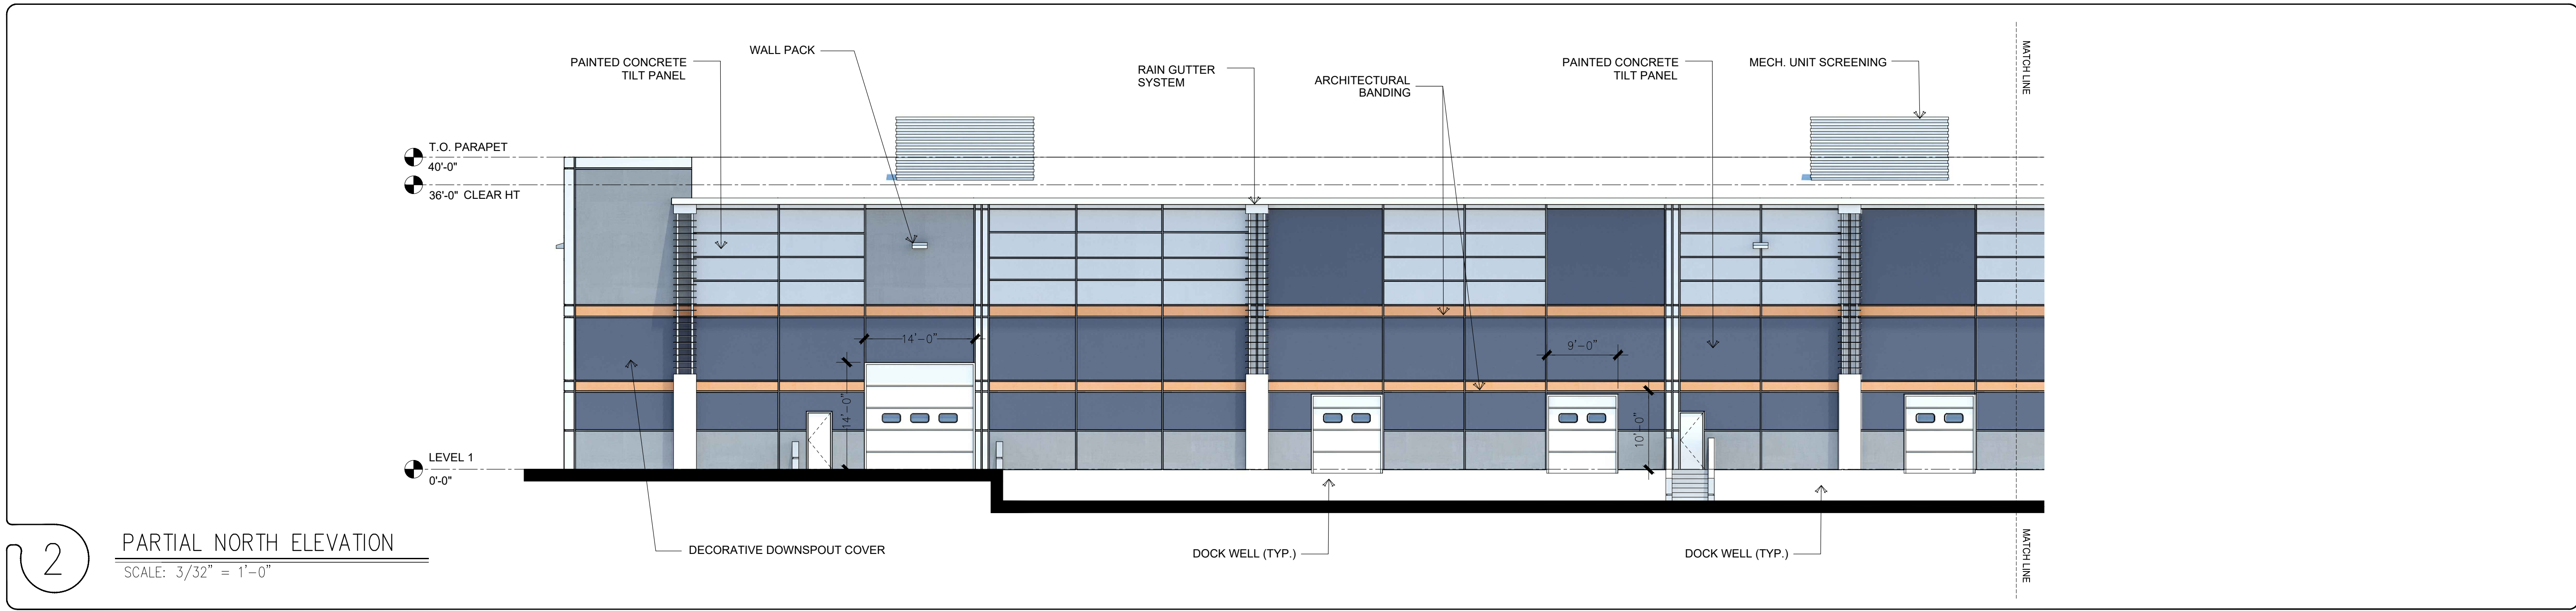 WALL PACK
PAINTED CONCRETE
TILT PANEL
RAIN GUTTER
SYSTEM
ARCHITECTURAL
BANDING
PAINTED CONCRETE
TILT PANEL
MECH. UNIT SCREENING
MATCH LINE
T.O. PARAPET
40'-0"
36'-0" CLEAR HT
14'-0"
9'-0"
14'-0"
10'-0"
LEVEL 1
0'-0"
DECORATIVE DOWNSPOUT COVER
DOCK WELL (TYP.)
DOCK WELL (TYP.)
MATCH LINE
2
PARTIAL NORTH ELEVATION
SCALE: 3/32" = 1'-0"